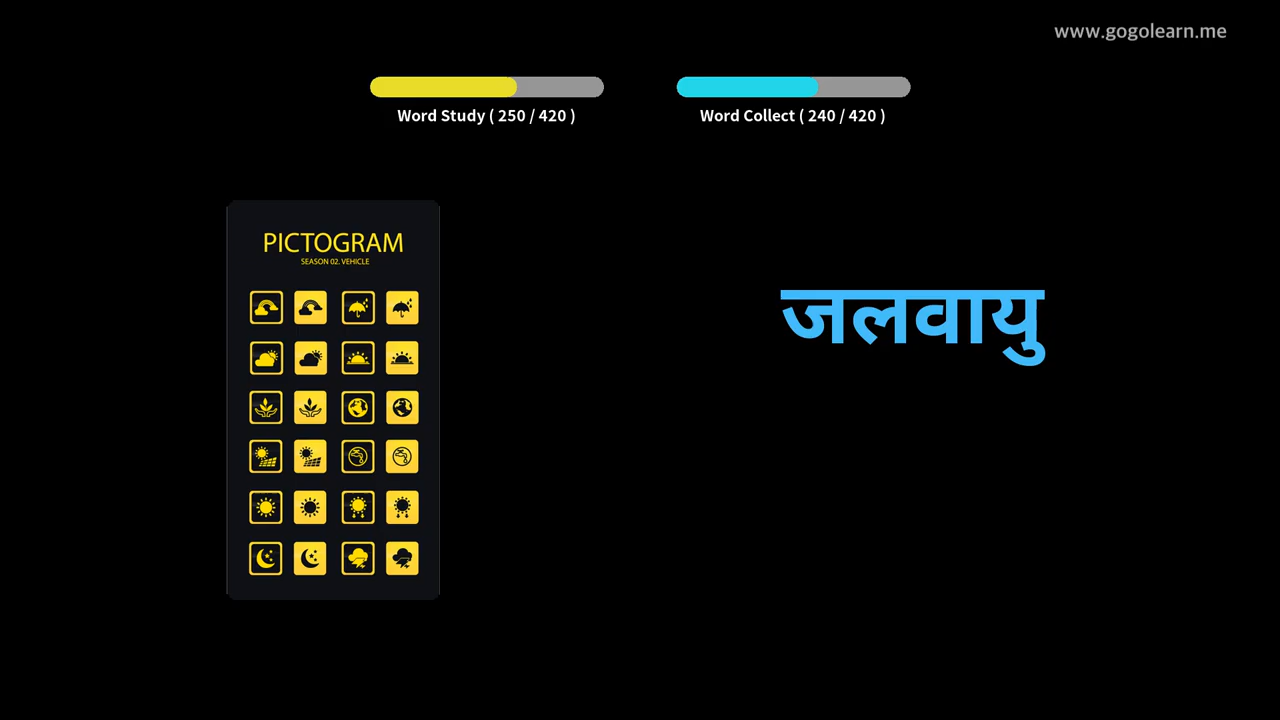 www.gogolearn.me
Word Study ( 250 / 420 )
Word Collect ( 240 / 420 )
PICTOGRAM
SEASON 02. VEHICLE
जलवायु